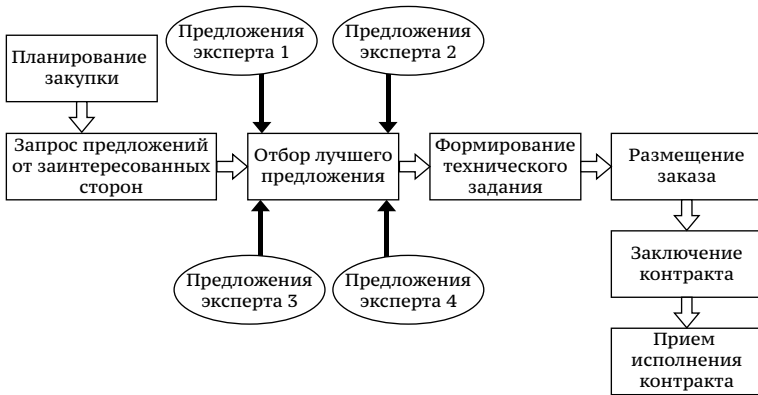 Предложения
эксперта 1
Предложения
эксперта 2
Планирование
закупки
Запрос предложений
от заинтересованных
сторон
Отбор лучшего
предложения
Формирование
технического
задания
Размещение
заказа
Предложения
эксперта 3
Предложения
эксперта 4
Заключение
контракта
Прием
исполнения
контракта